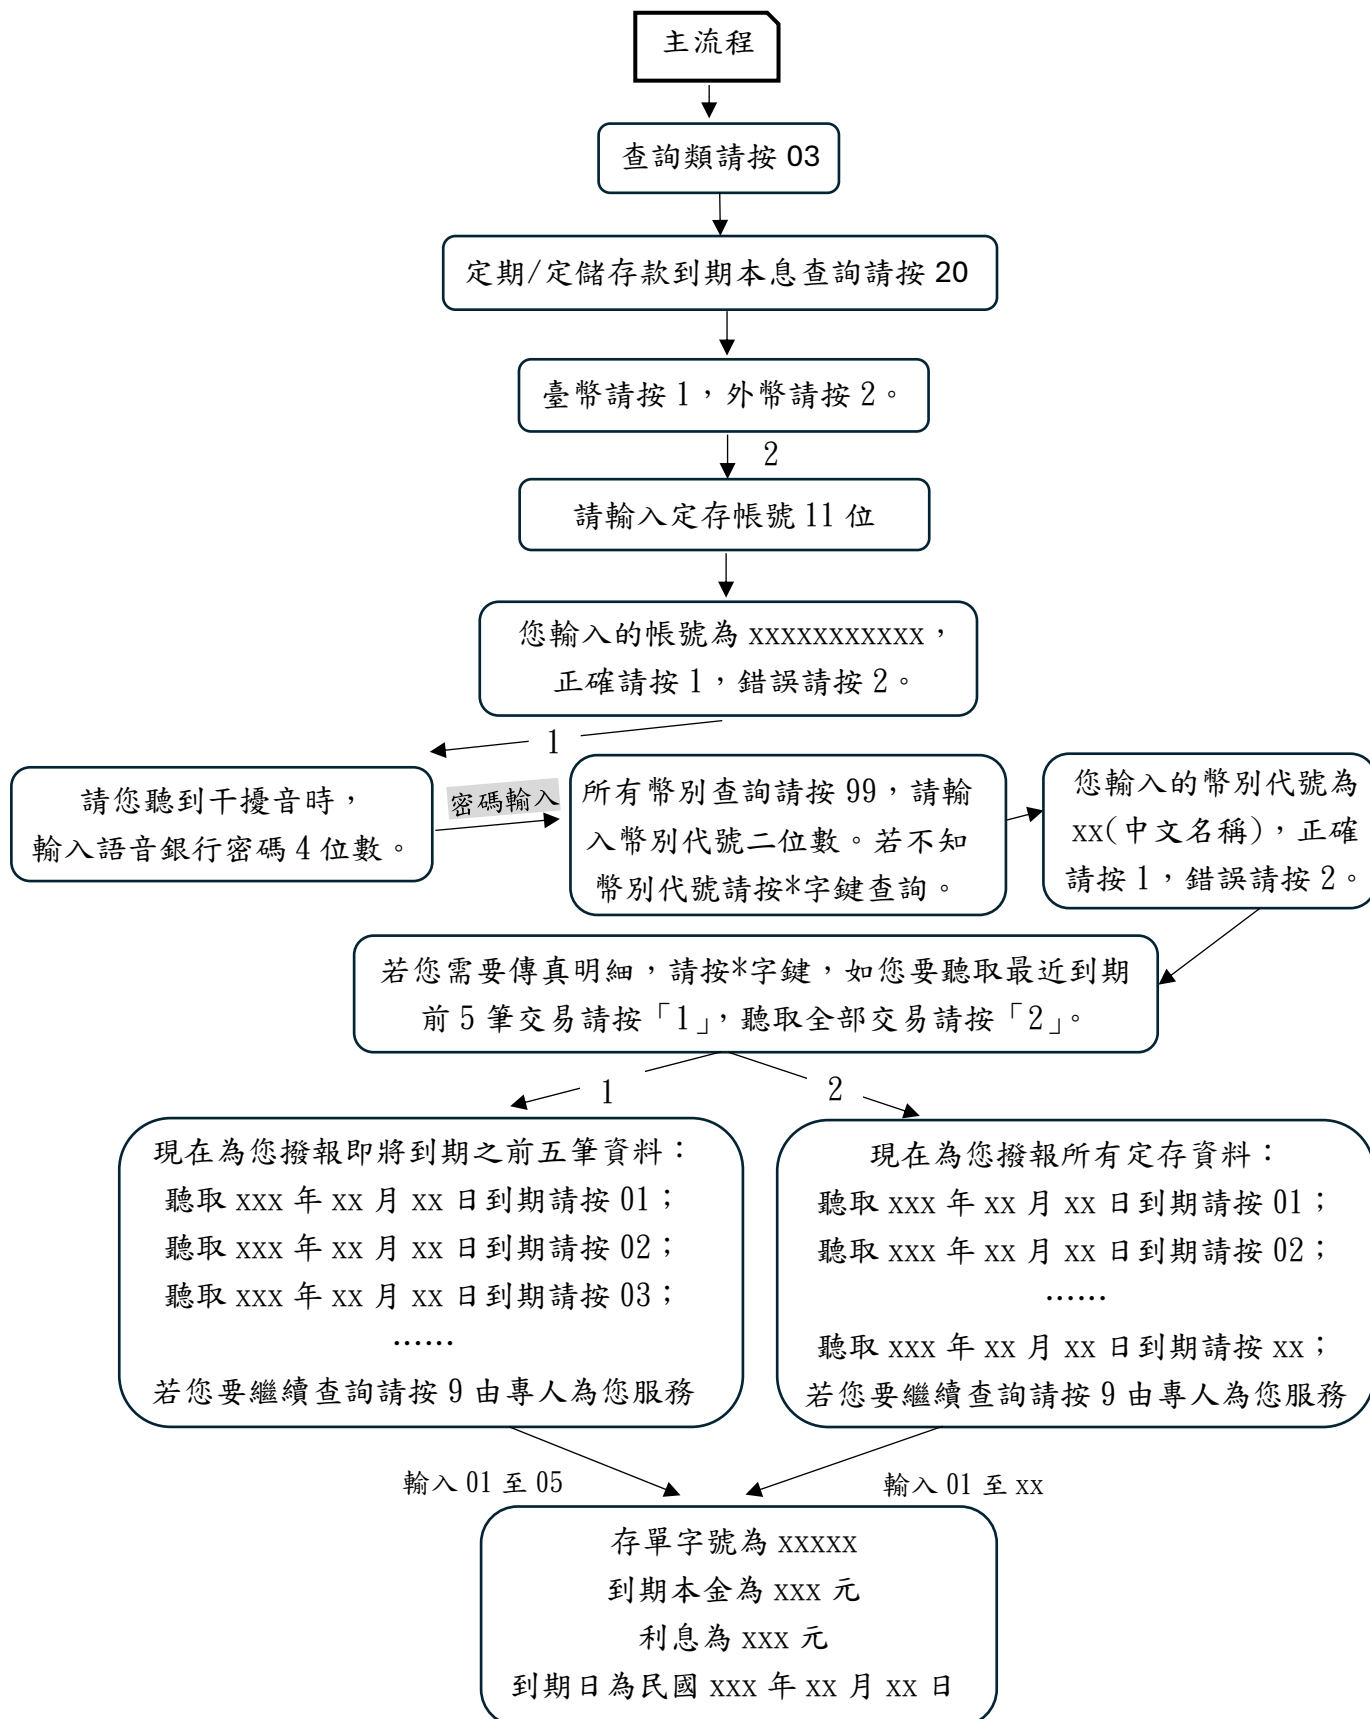 主流程
查詢類請按 03
定期/定儲存款到期本息查詢請按 20
臺幣請按 1，外幣請按 2。
2
請輸入定存帳號 11 位
您輸入的帳號為 xxxxxxxxxxx，
正確請按 1，錯誤請按 2。
1
請您聽到干擾音時，
輸入語音銀行密碼 4 位數。
密碼輸入
所有幣別查詢請按 99，請輸
入幣別代號二位數。若不知
幣別代號請按*字鍵查詢。
您輸入的幣別代號為
xx(中文名稱)，正確
請按 1，錯誤請按 2。
若您需要傳真明細，請按*字鍵，如您要聽取最近到期
前 5 筆交易請按「1」，聽取全部交易請按「2」。
1
2
現在為您撥報即將到期之前五筆資料：
聽取 xxx 年 xx 月 xx 日到期請按 01；
聽取 xxx 年 xx 月 xx 日到期請按 02；
聽取 xxx 年 xx 月 xx 日到期請按 03；
……
若您要繼續查詢請按 9 由專人為您服務
現在為您撥報所有定存資料：
聽取 xxx 年 xx 月 xx 日到期請按 01；
聽取 xxx 年 xx 月 xx 日到期請按 02；
……
聽取 xxx 年 xx 月 xx 日到期請按 xx；
若您要繼續查詢請按 9 由專人為您服務
輸入 01 至 05
輸入 01 至 xx
存單字號為 xxxxx
到期本金為 xxx 元
利息為 xxx 元
到期日為民國 xxx 年 xx 月 xx 日